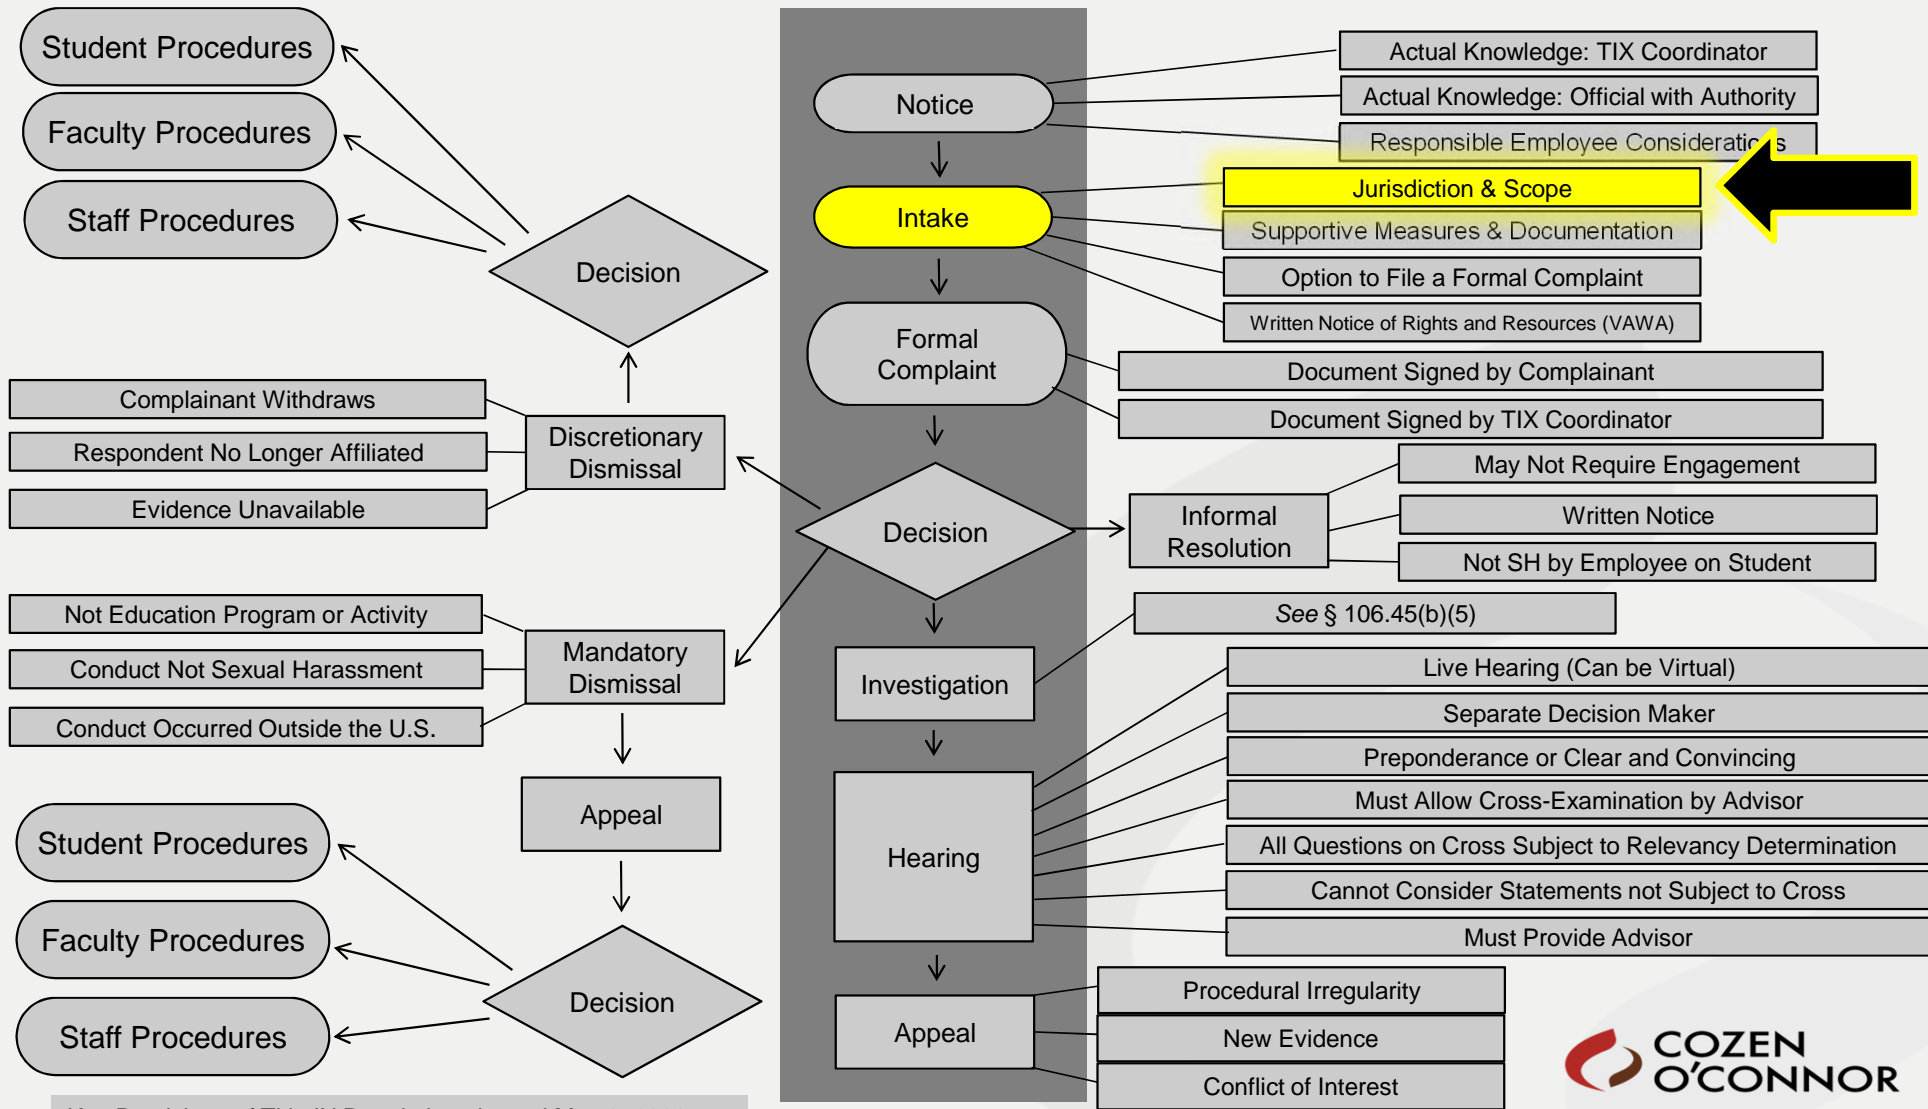 Student Procedures
Faculty Procedures
Staff Procedures
Decision
Complainant Withdraws
Respondent No Longer Affiliated
Evidence Unavailable
Discretionary
Dismissal
Not Education Program or Activity
Conduct Not Sexual Harassment
Conduct Occurred Outside the U.S.
Mandatory
Dismissal
Appeal
Student Procedures
Faculty Procedures
Staff Procedures
Decision
Notice
Actual Knowledge: TIX Coordinator
Actual Knowledge: Official with Authority
Responsible Employee Considerations
Intake
Jurisdiction & Scope
Supportive Measures & Documentation
Option to File a Formal Complaint
Written Notice of Rights and Resources (VAWA)
Formal
Complaint
Document Signed by Complainant
Document Signed by TIX Coordinator
Decision
Informal
Resolution
May Not Require Engagement
Written Notice
Not SH by Employee on Student
Investigation
See § 106.45(b)(5)
Hearing
Live Hearing (Can be Virtual)
Separate Decision Maker
Preponderance or Clear and Convincing
Must Allow Cross-Examination by Advisor
All Questions on Cross Subject to Relevancy Determination
Cannot Consider Statements not Subject to Cross
Must Provide Advisor
Appeal
Procedural Irregularity
New Evidence
Conflict of Interest
COZEN
O'CONNOR